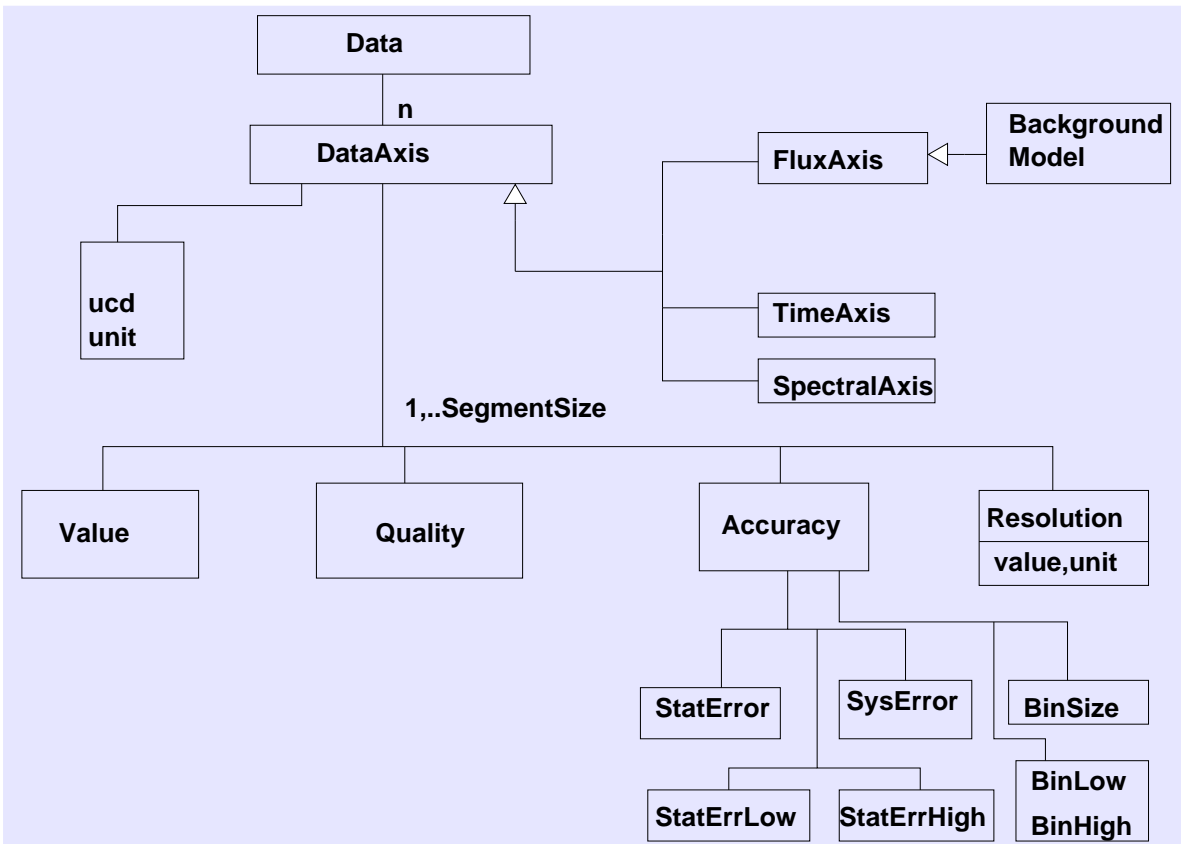 Data
n
DataAxis
FluxAxis
Background
Model
ucd
unit
TimeAxis
SpectralAxis
1,..SegmentSize
Value
Quality
Accuracy
Resolution
value,unit
StatError
SysError
BinSize
StatErrLow
StatErrHigh
BinLow
BinHigh